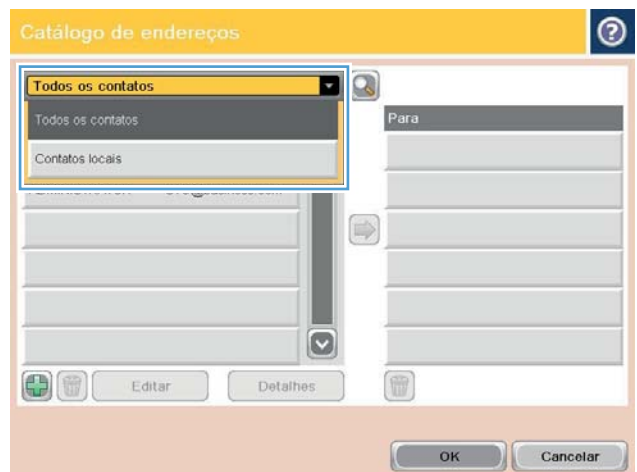 Catálogo de endereços
Todos os contatos
Todos os contatos
Contatos locais
Para
Editar
Detalhes
OK
Cancelar